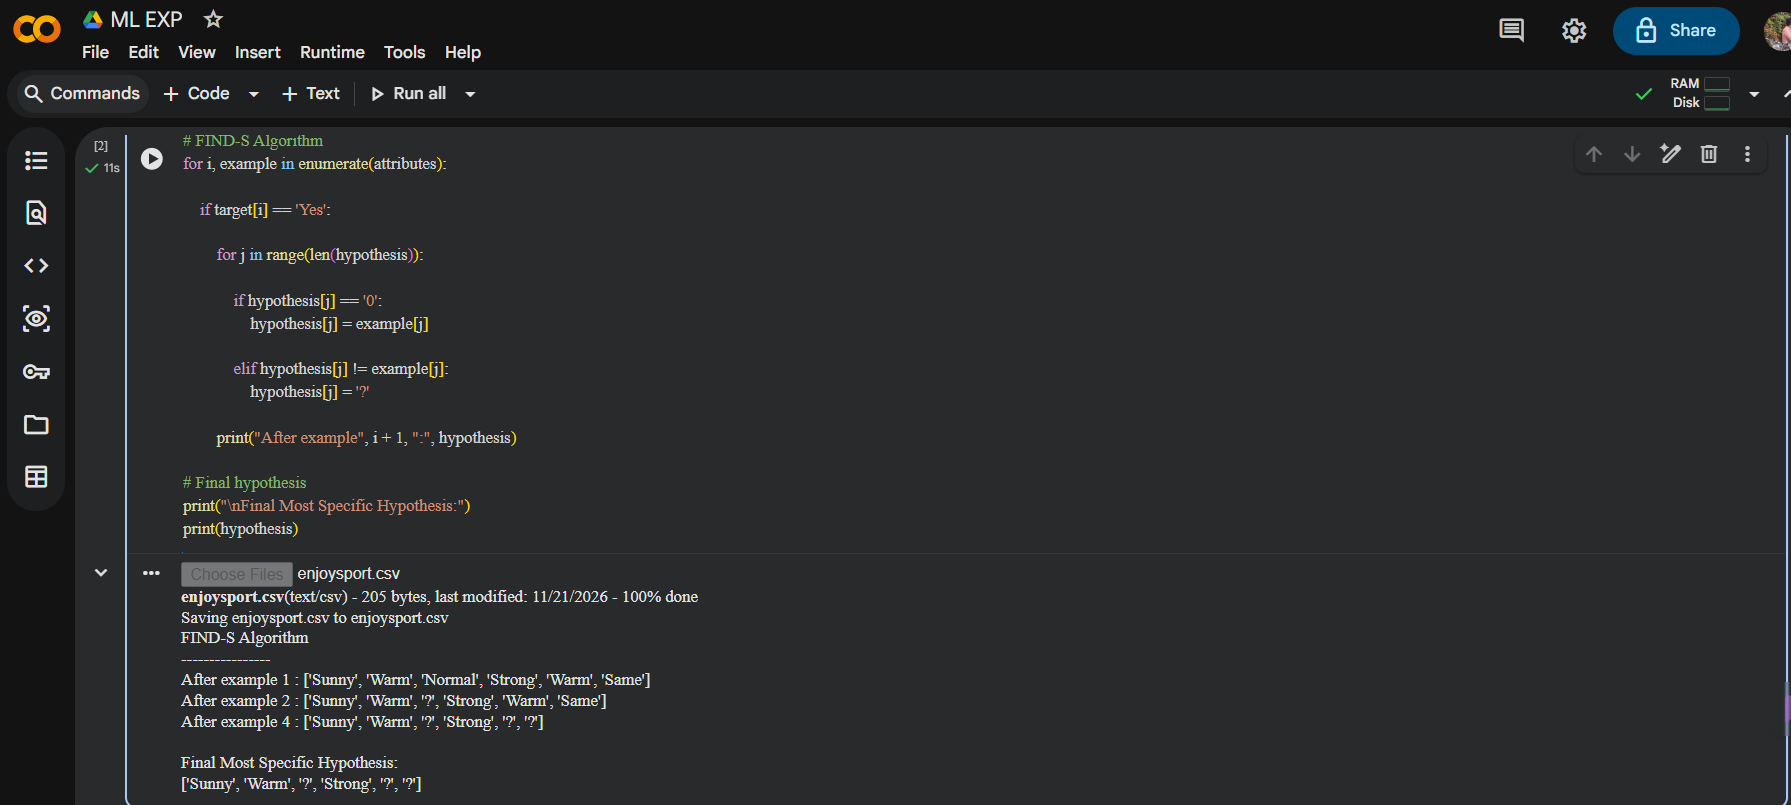 ML EXP
File Edit View Insert Runtime Tools Help
Share
Commands + Code + Text Run all
RAM
Disk
[2]
11s
# FIND-S Algorithm
for i, example in enumerate(attributes):
if target[i] == 'Yes':
for j in range(len(hypothesis)):
if hypothesis[j] == '0':
hypothesis[j] = example[j]
elif hypothesis[j] != example[j]:
hypothesis[j] = '?'
print("After example", i + 1, ":", hypothesis)
# Final hypothesis
print("\nFinal Most Specific Hypothesis:")
print(hypothesis)
Choose Files enjoysport.csv
enjoysport.csv(text/csv) - 205 bytes, last modified: 11/21/2026 - 100% done
Saving enjoysport.csv to enjoysport.csv
FIND-S Algorithm
----------------
After example 1 : ['Sunny', 'Warm', 'Normal', 'Strong', 'Warm', 'Same']
After example 2 : ['Sunny', 'Warm', '?', 'Strong', 'Warm', 'Same']
After example 4 : ['Sunny', 'Warm', '?', 'Strong', '?', '?']
Final Most Specific Hypothesis:
['Sunny', 'Warm', '?', 'Strong', '?', '?']